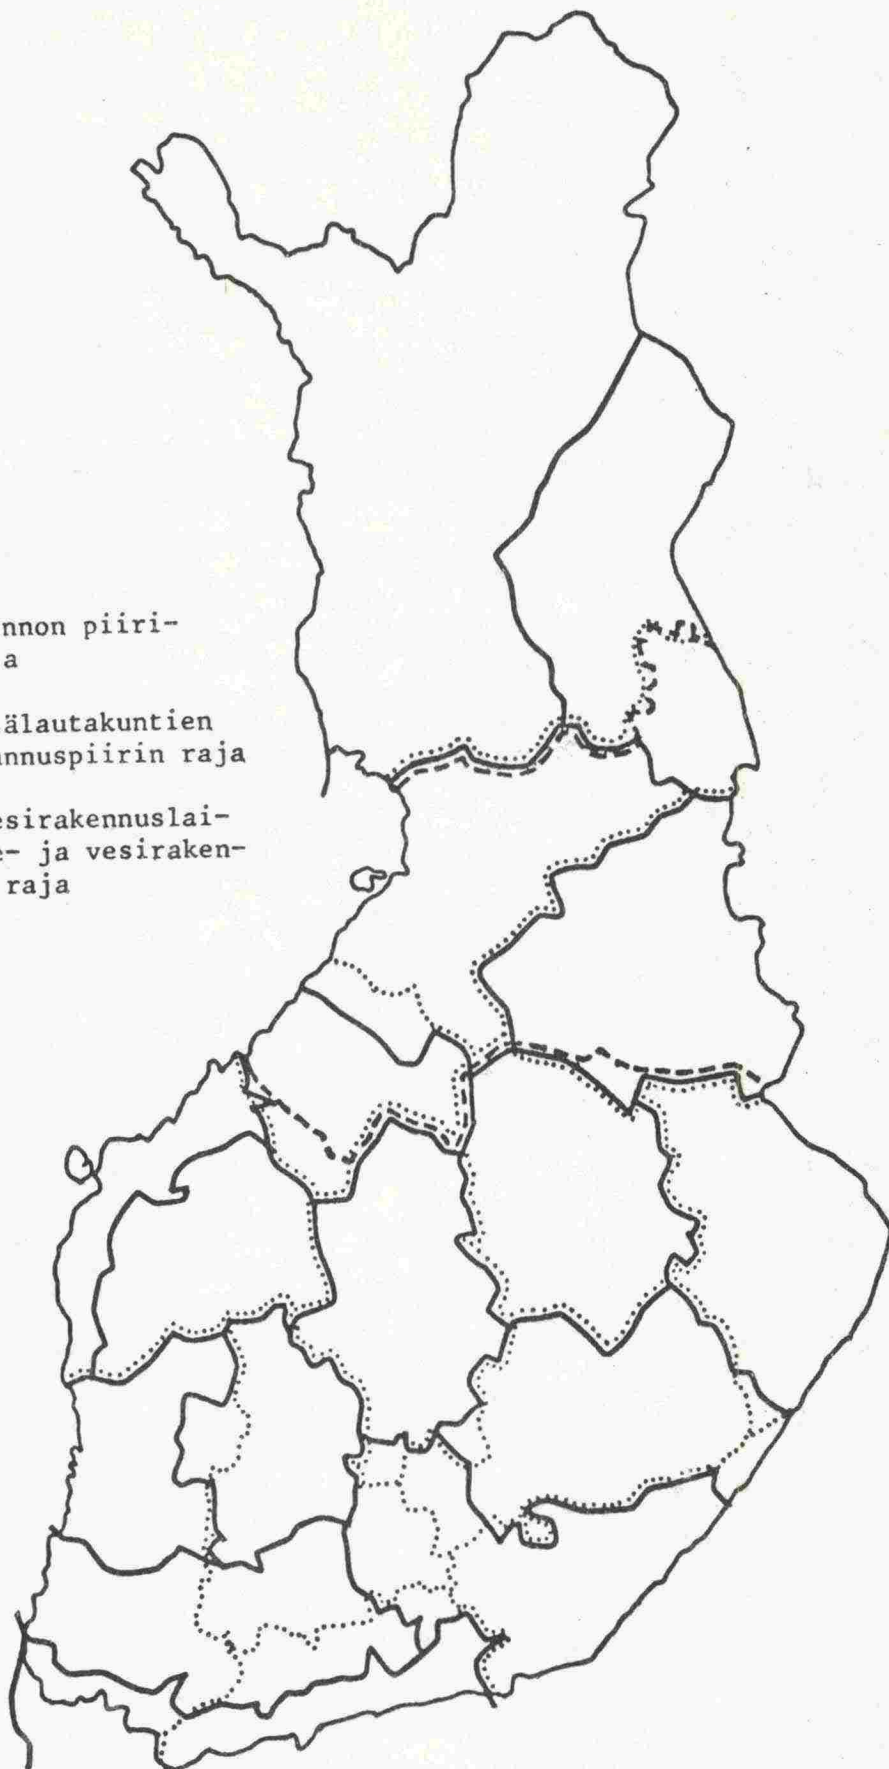 nnon piiri-
a
älautakuntien
nnuspiirin raja
esirakennuslai-
e- ja vesiraken-
raja